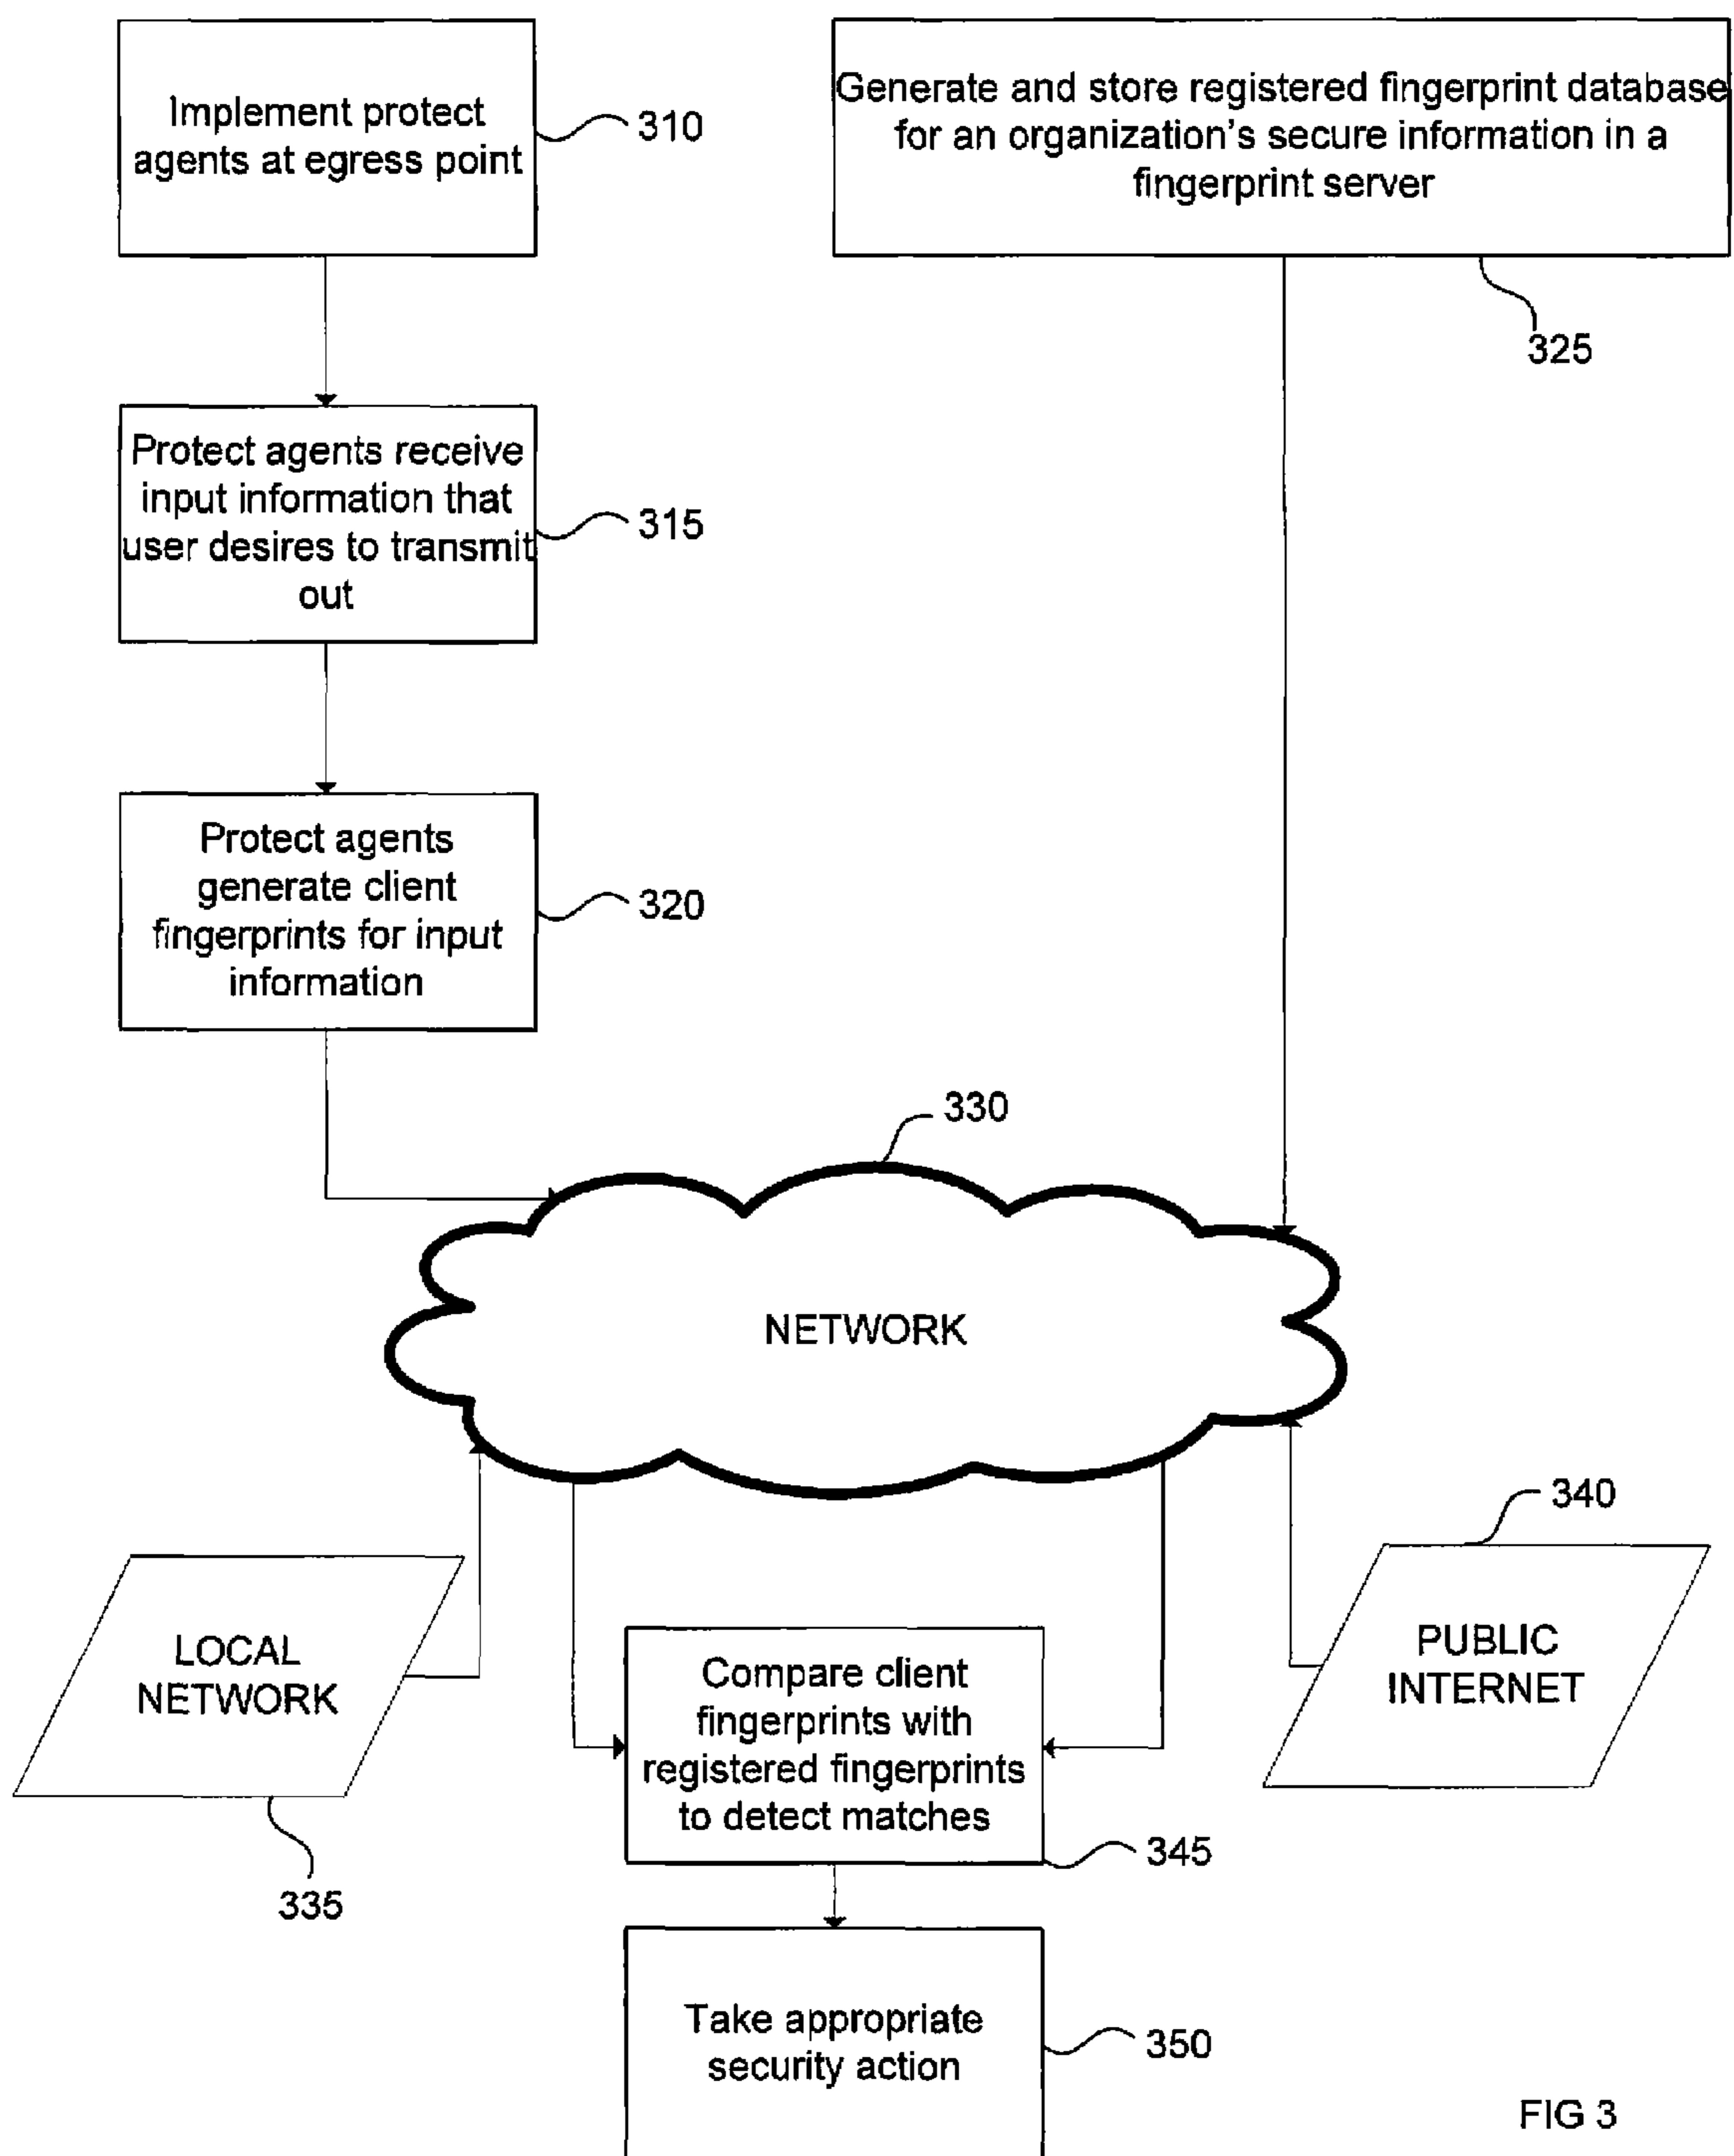 Implement protect
agents at egress point
310
Generate and store registered fingerprint database
for an organization's secure information in a
fingerprint server
325
Protect agents receive
input information that
user desires to transmit
out
315
Protect agents
generate client
fingerprints for input
information
320
330
NETWORK
340
LOCAL
NETWORK
335
PUBLIC
INTERNET
Compare client
fingerprints with
registered fingerprints
to detect matches
345
Take appropriate
security action
350
FIG 3